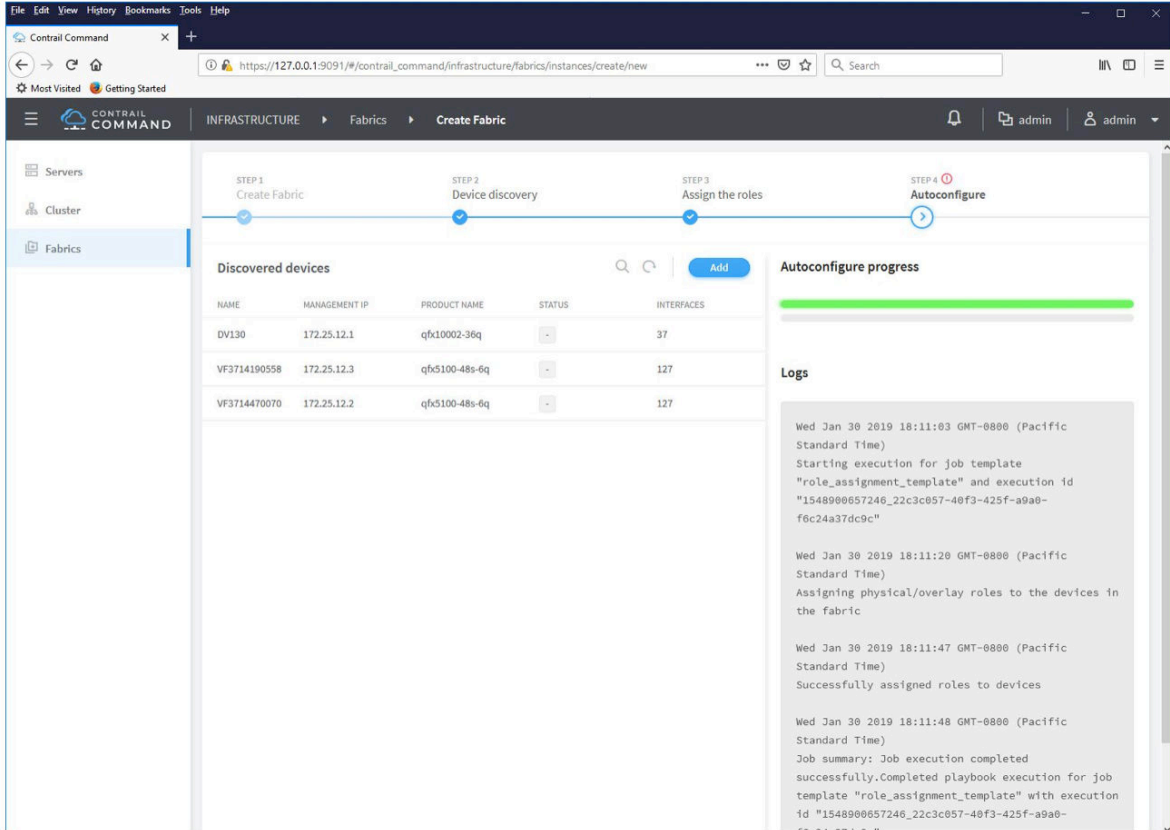 File Edit View History Bookmarks Tools Help
Contrail Command
https://127.0.0.1:9091/#/contrail_command/infrastructure/fabrics/instances/create/new
Search
Most Visited Getting Started
CONTRAIL
COMMAND
INFRASTRUCTURE Fabrics Create Fabric
admin admin
Servers
Cluster
Fabrics
STEP 1 STEP 2 STEP 3 STEP 4
Create Fabric Device discovery Assign the roles Autoconfigure
Discovered devices
Add
NAME MANAGEMENT IP PRODUCT NAME STATUS INTERFACES
DV130 172.25.12.1 qfx10002-36q - 37
VF3714190558 172.25.12.3 qfx5100-48s-6q - 127
VF3714470070 172.25.12.2 qfx5100-48s-6q - 127
Autoconfigure progress
Logs
Wed Jan 30 2019 18:11:03 GMT-0800 (Pacific
Standard Time)
Starting execution for job template
"role_assignment_template" and execution id
"1548900657246_22c3c057-40f3-425f-a9a0-
f6c24a37dc9c"
Wed Jan 30 2019 18:11:20 GMT-0800 (Pacific
Standard Time)
Assigning physical/overlay roles to the devices in
the fabric
Wed Jan 30 2019 18:11:47 GMT-0800 (Pacific
Standard Time)
Successfully assigned roles to devices
Wed Jan 30 2019 18:11:48 GMT-0800 (Pacific
Standard Time)
Job summary: Job execution completed
successfully.Completed playbook execution for job
template "role_assignment_template" with execution
id "1548900657246_22c3c057-40f3-425f-a9a0-